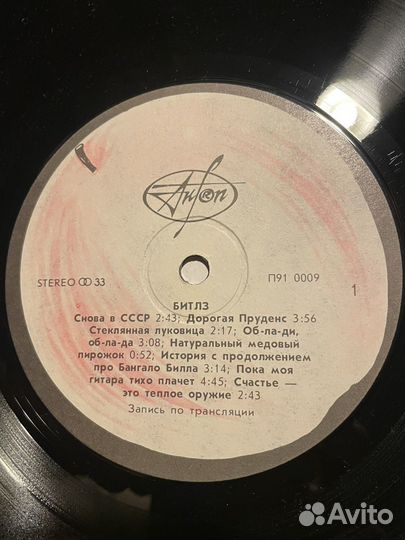 АнТроп
STEREO 33
П91 0009
1
БИТЛЗ
Снова в СССР 2:43; Дорогая Пруденс 3:56
Стеклянная луковица 2:17; Об-ла-ди,
об-ла-да 3:08; Натуральный медовый
пирожок 0:52; История с продолжением
про Бангало Билла 3:14; Пока моя
гитара тихо плачет 4:45; Счастье —
это теплое оружие 2:43
Запись по трансляции
Avito